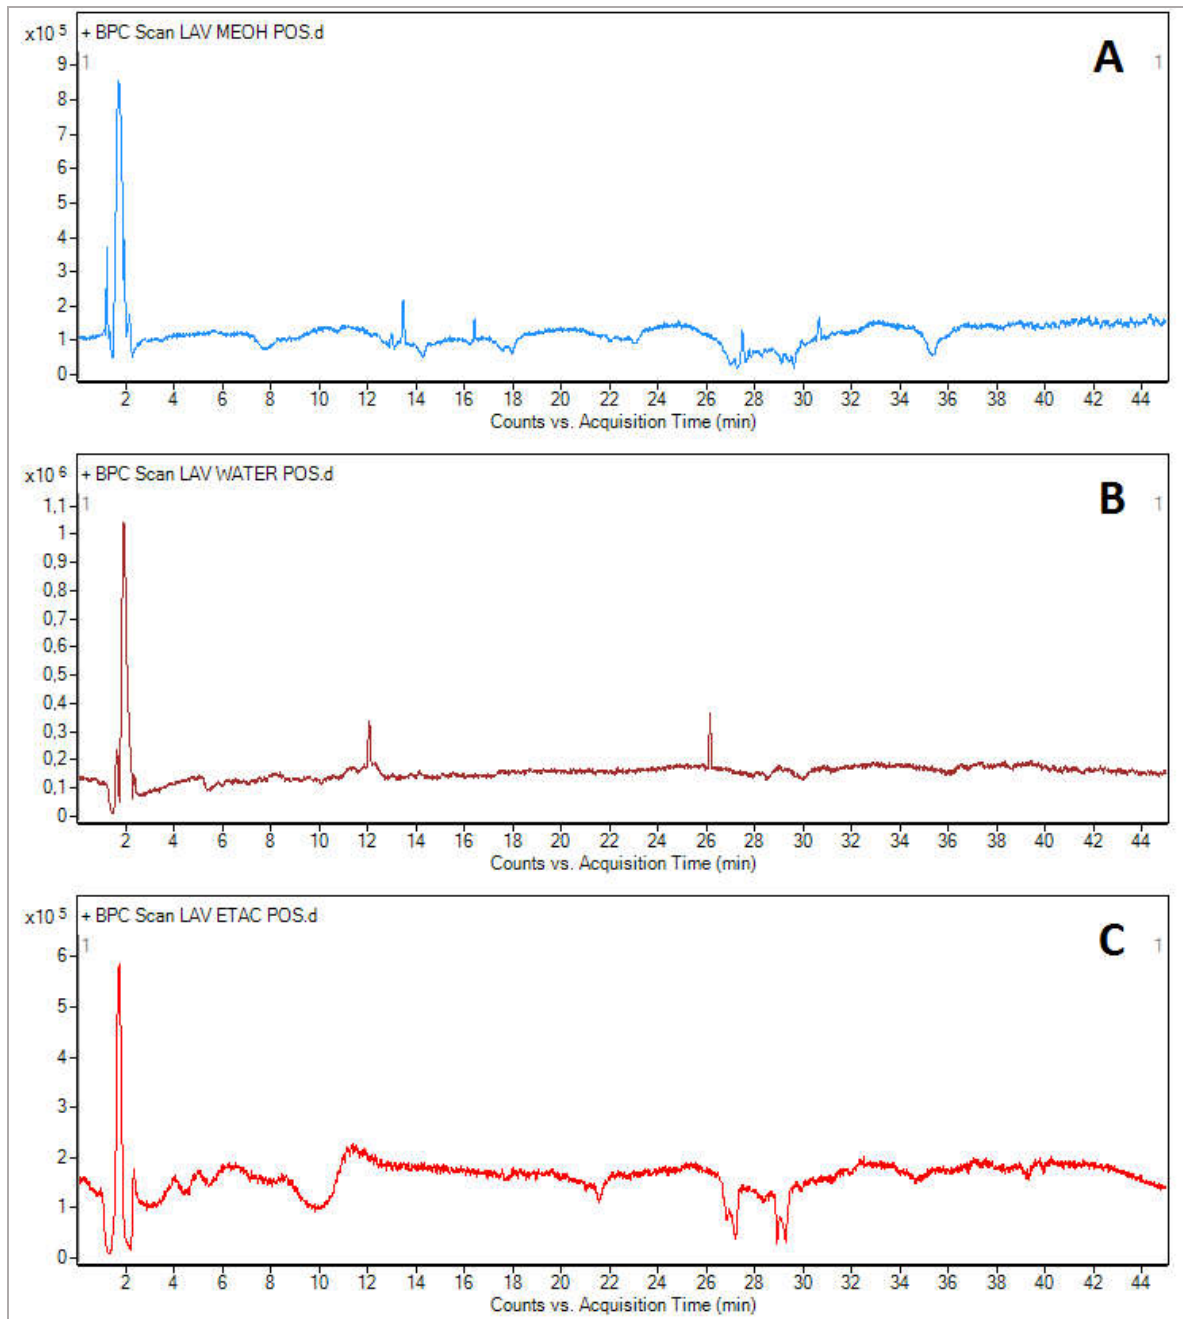 x10 5 + BPC Scan LAV MEOH POS.d
A
1 1
9
8
7
6
5
4
3
2
1
0
2 4 6 8 10 12 14 16 18 20 22 24 26 28 30 32 34 36 38 40 42 44
Counts vs. Acquisition Time (min)
x10 6 + BPC Scan LAV WATER POS.d
B
1 1
1,1
1
0,9
0,8
0,7
0,6
0,5
0,4
0,3
0,2
0,1
0
2 4 6 8 10 12 14 16 18 20 22 24 26 28 30 32 34 36 38 40 42 44
Counts vs. Acquisition Time (min)
x10 5 + BPC Scan LAV ETAC POS.d
C
1 1
6
5
4
3
2
1
0
2 4 6 8 10 12 14 16 18 20 22 24 26 28 30 32 34 36 38 40 42 44
Counts vs. Acquisition Time (min)